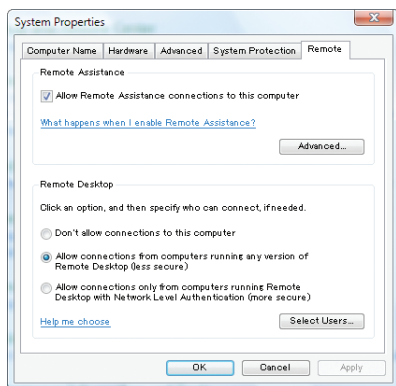 System Properties
Computer Name Hardware Advanced System Protection Remote
Remote Assistance
Allow Remote Assistance connections to this computer
What happens when I enable Remote Assistance?
Advanced...
Remote Desktop
Click an option, and then specify who can connect, if needed.
Don't allow connections to this computer
Allow connections from computers running any version of
Remote Desktop (less secure)
Allow connections only from computers running Remote
Desktop with Network Level Authentication (more secure)
Help me choose
Select Users...
OK Cancel Apply